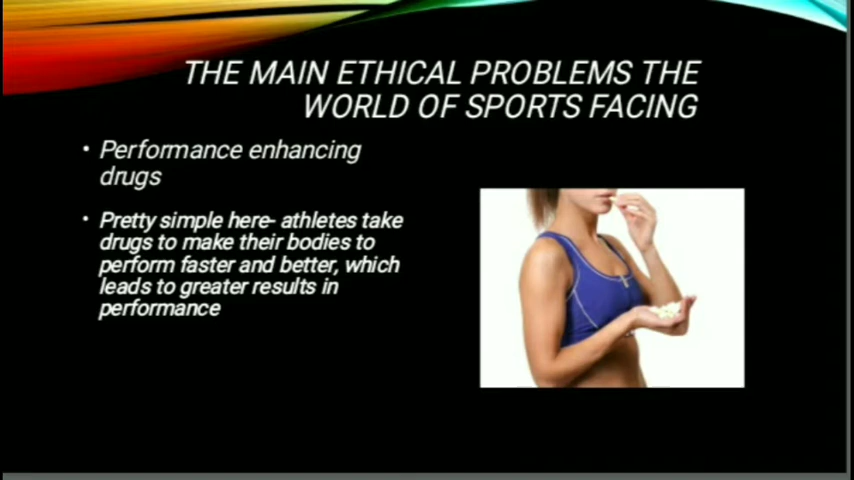 THE MAIN ETHICAL PROBLEMS THE
WORLD OF SPORTS FACING
• Performance enhancing
drugs
• Pretty simple here- athletes take
drugs to make their bodies to
perform faster and better, which
leads to greater results in
performance